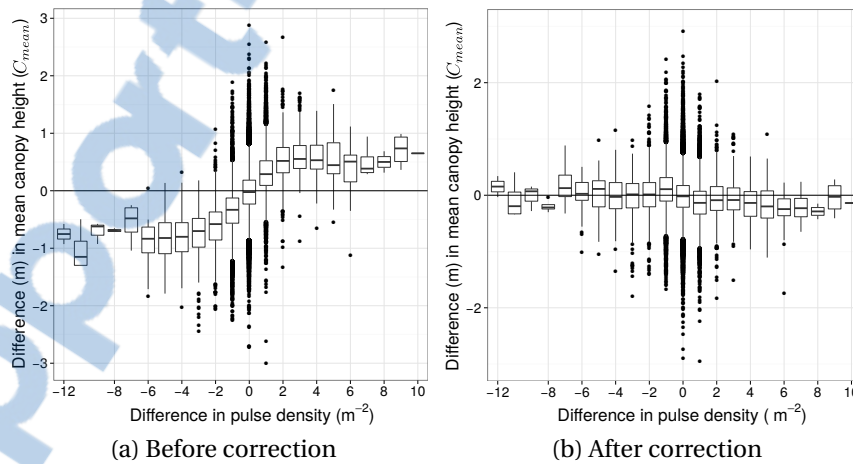 Difference (m) in mean canopy height (C_mean)
3
2
1
0
−1
−2
−3
−12 −10 −8 −6 −4 −2 0 2 4 6 8 10
Difference in pulse density (m⁻²)
(a) Before correction
Difference (m) in mean canopy height (C_mean)
2
0
−2
−12 −10 −8 −6 −4 −2 0 2 4 6 8 10
Difference in pulse density ( m⁻²)
(b) After correction